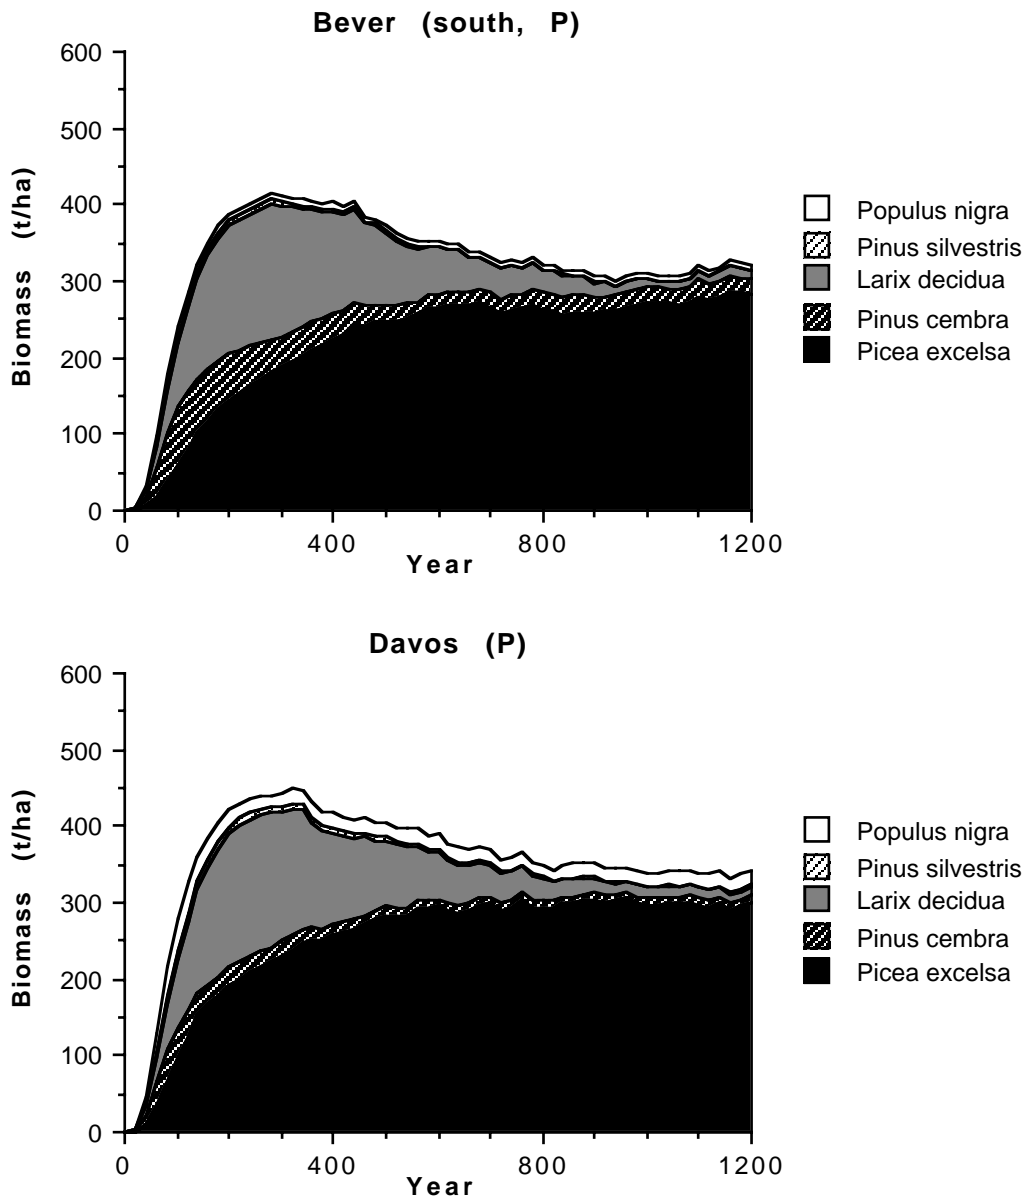 Bever (south, P)
600
500
400
300
200
100
0
Biomass (t/ha)
0
400
800
1200
Year
Populus nigra
Pinus silvestris
Larix decidua
Pinus cembra
Picea excelsa
Davos (P)
600
500
400
300
200
100
0
Biomass (t/ha)
0
400
800
1200
Year
Populus nigra
Pinus silvestris
Larix decidua
Pinus cembra
Picea excelsa